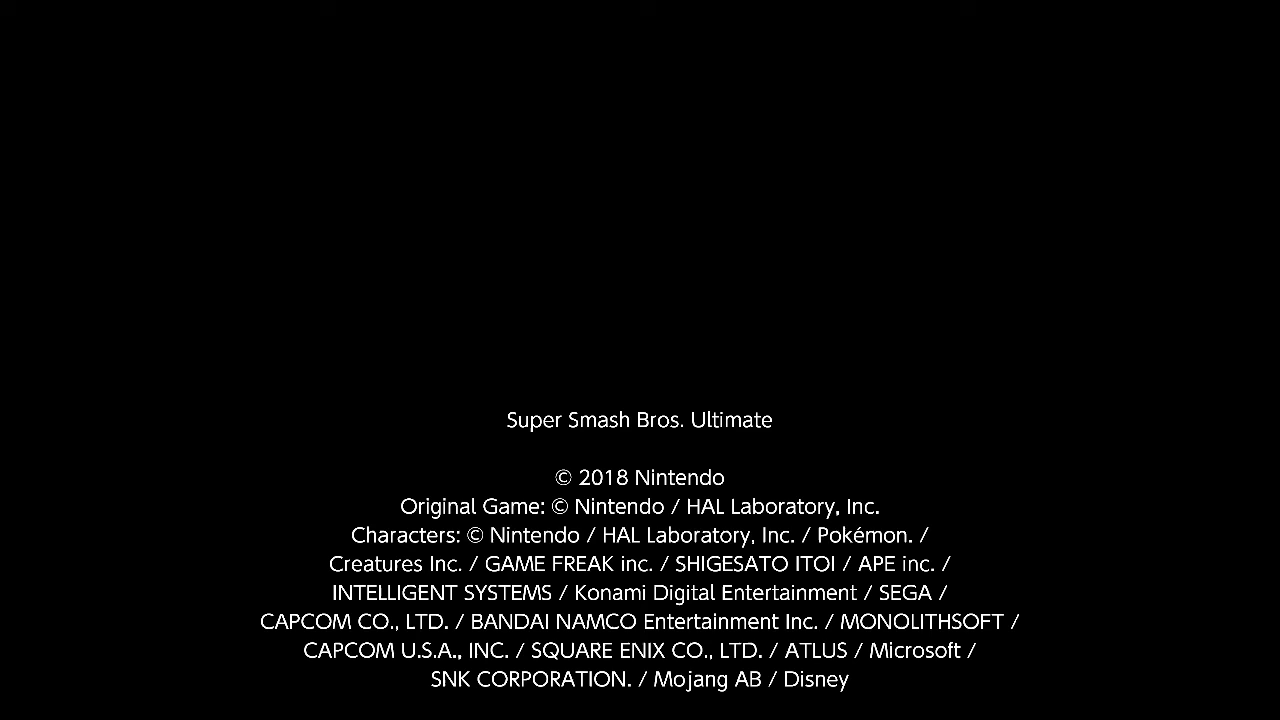 Super Smash Bros. Ultimate
© 2018 Nintendo
Original Game: © Nintendo / HAL Laboratory, Inc.
Characters: © Nintendo / HAL Laboratory, Inc. / Pokémon. /
Creatures Inc. / GAME FREAK inc. / SHIGESATO ITOI / APE inc. /
INTELLIGENT SYSTEMS / Konami Digital Entertainment / SEGA /
CAPCOM CO., LTD. / BANDAI NAMCO Entertainment Inc. / MONOLITHSOFT /
CAPCOM U.S.A., INC. / SQUARE ENIX CO., LTD. / ATLUS / Microsoft /
SNK CORPORATION. / Mojang AB / Disney